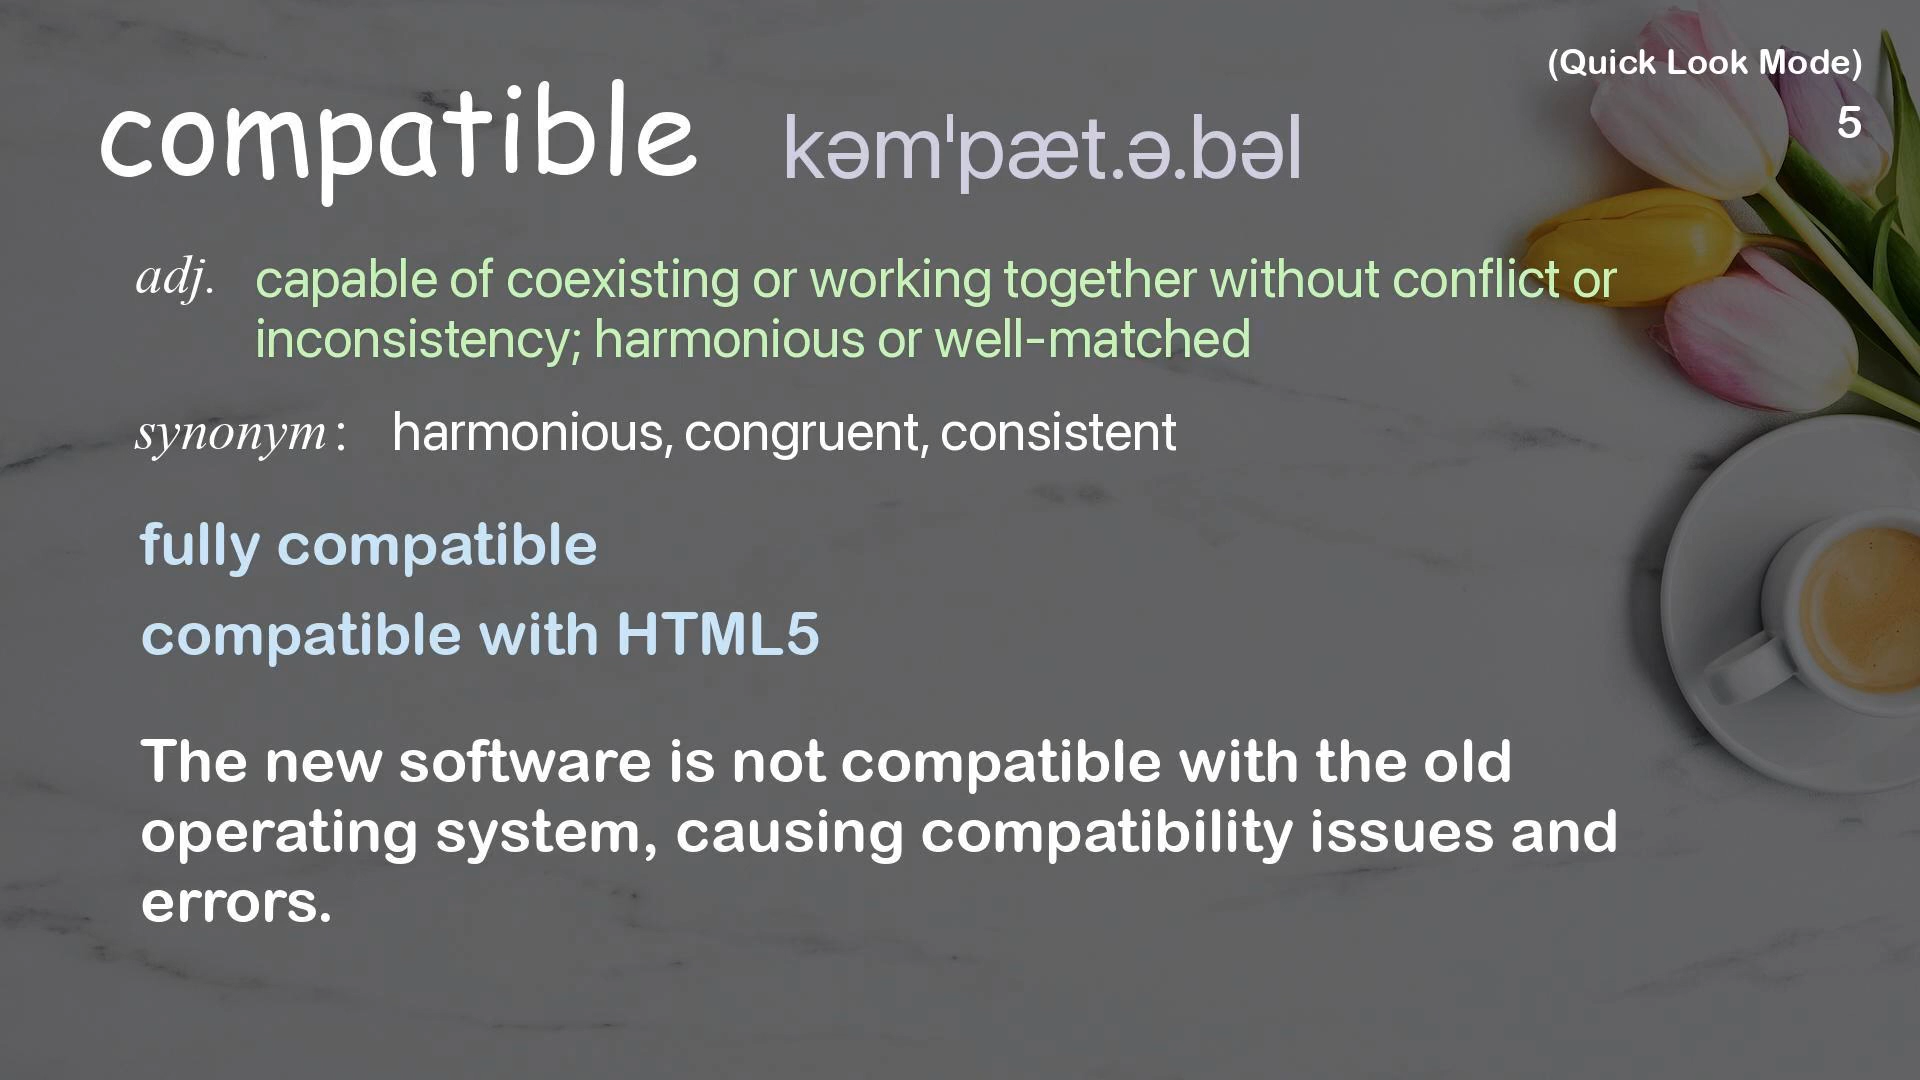 (Quick Look Mode)
5
compatible kəm'pæt.ə.bəl
adj. capable of coexisting or working together without conflict or
inconsistency; harmonious or well-matched
synonym: harmonious, congruent, consistent
fully compatible
compatible with HTML5
The new software is not compatible with the old
operating system, causing compatibility issues and
errors.